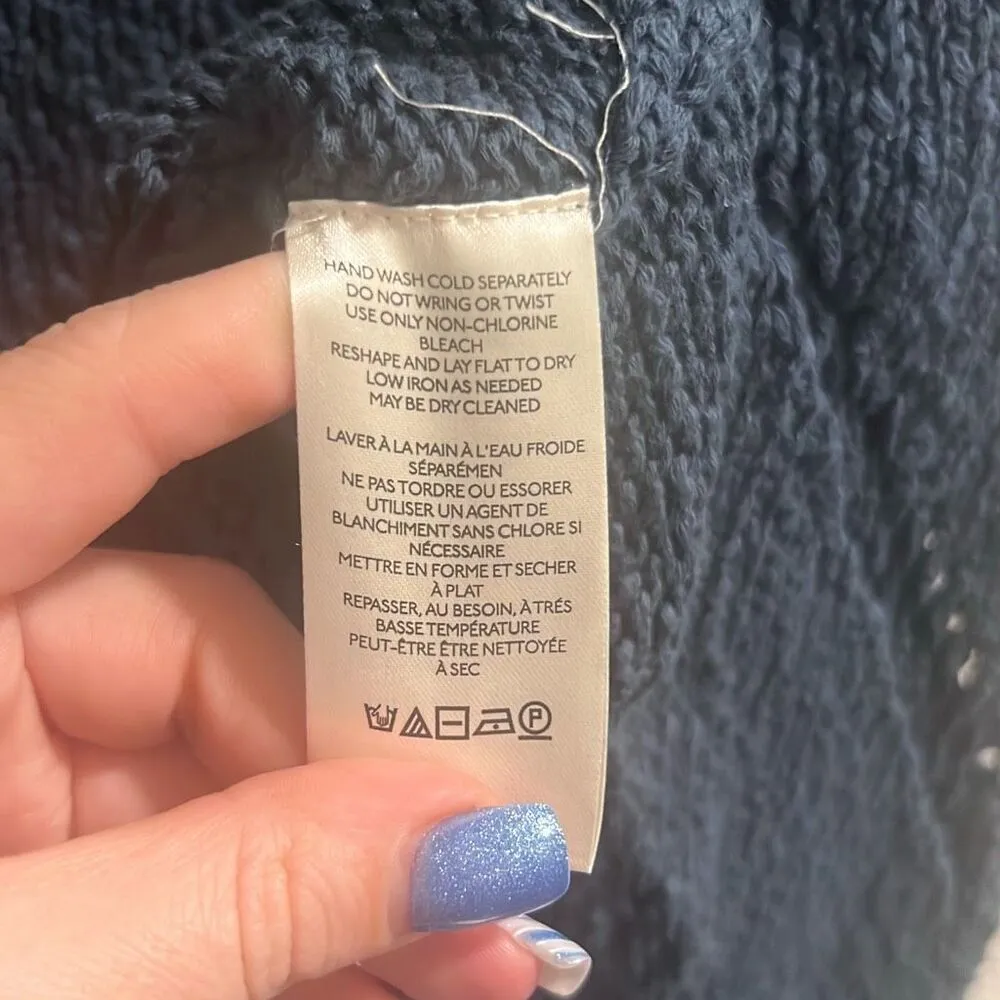 HAND WASH COLD SEPARATELY
DO NOT WRING OR TWIST
USE ONLY NON-CHLORINE
BLEACH
RESHAPE AND LAY FLAT TO DRY
LOW IRON AS NEEDED
MAY BE DRY CLEANED
LAVER À LA MAIN À L'EAU FROIDE
SÉPARÉMEN
NE PAS TORDRE OU ESSORER
UTILISER UN AGENT DE
BLANCHIMENT SANS CHLORE SI
NÉCESSAIRE
METTRE EN FORME ET SECHER
À PLAT
REPASSER, AU BESOIN, À TRÉS
BASSE TEMPÉRATURE
PEUT-ÊTRE ÊTRE NETTOYÉE
À SEC
P